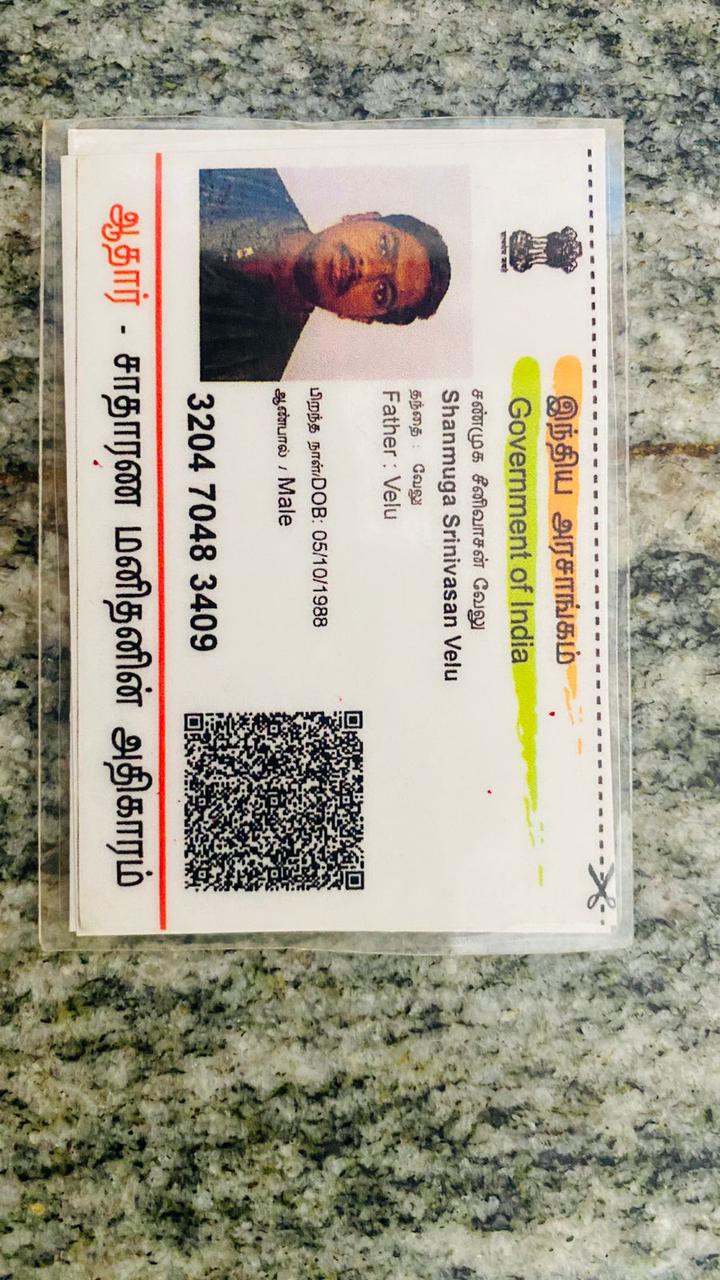 இந்திய அரசாங்கம்
Government of India
சண்முக சீனிவாசன் வேலு
Shanmuga Srinivasan Velu
தந்தை : வேலு
Father : Velu
பிறந்த நாள்/DOB: 05/10/1988
ஆண்பால் / Male
3204 7048 3409
ஆதார் - சாதாரண மனிதனின் அதிகாரம்